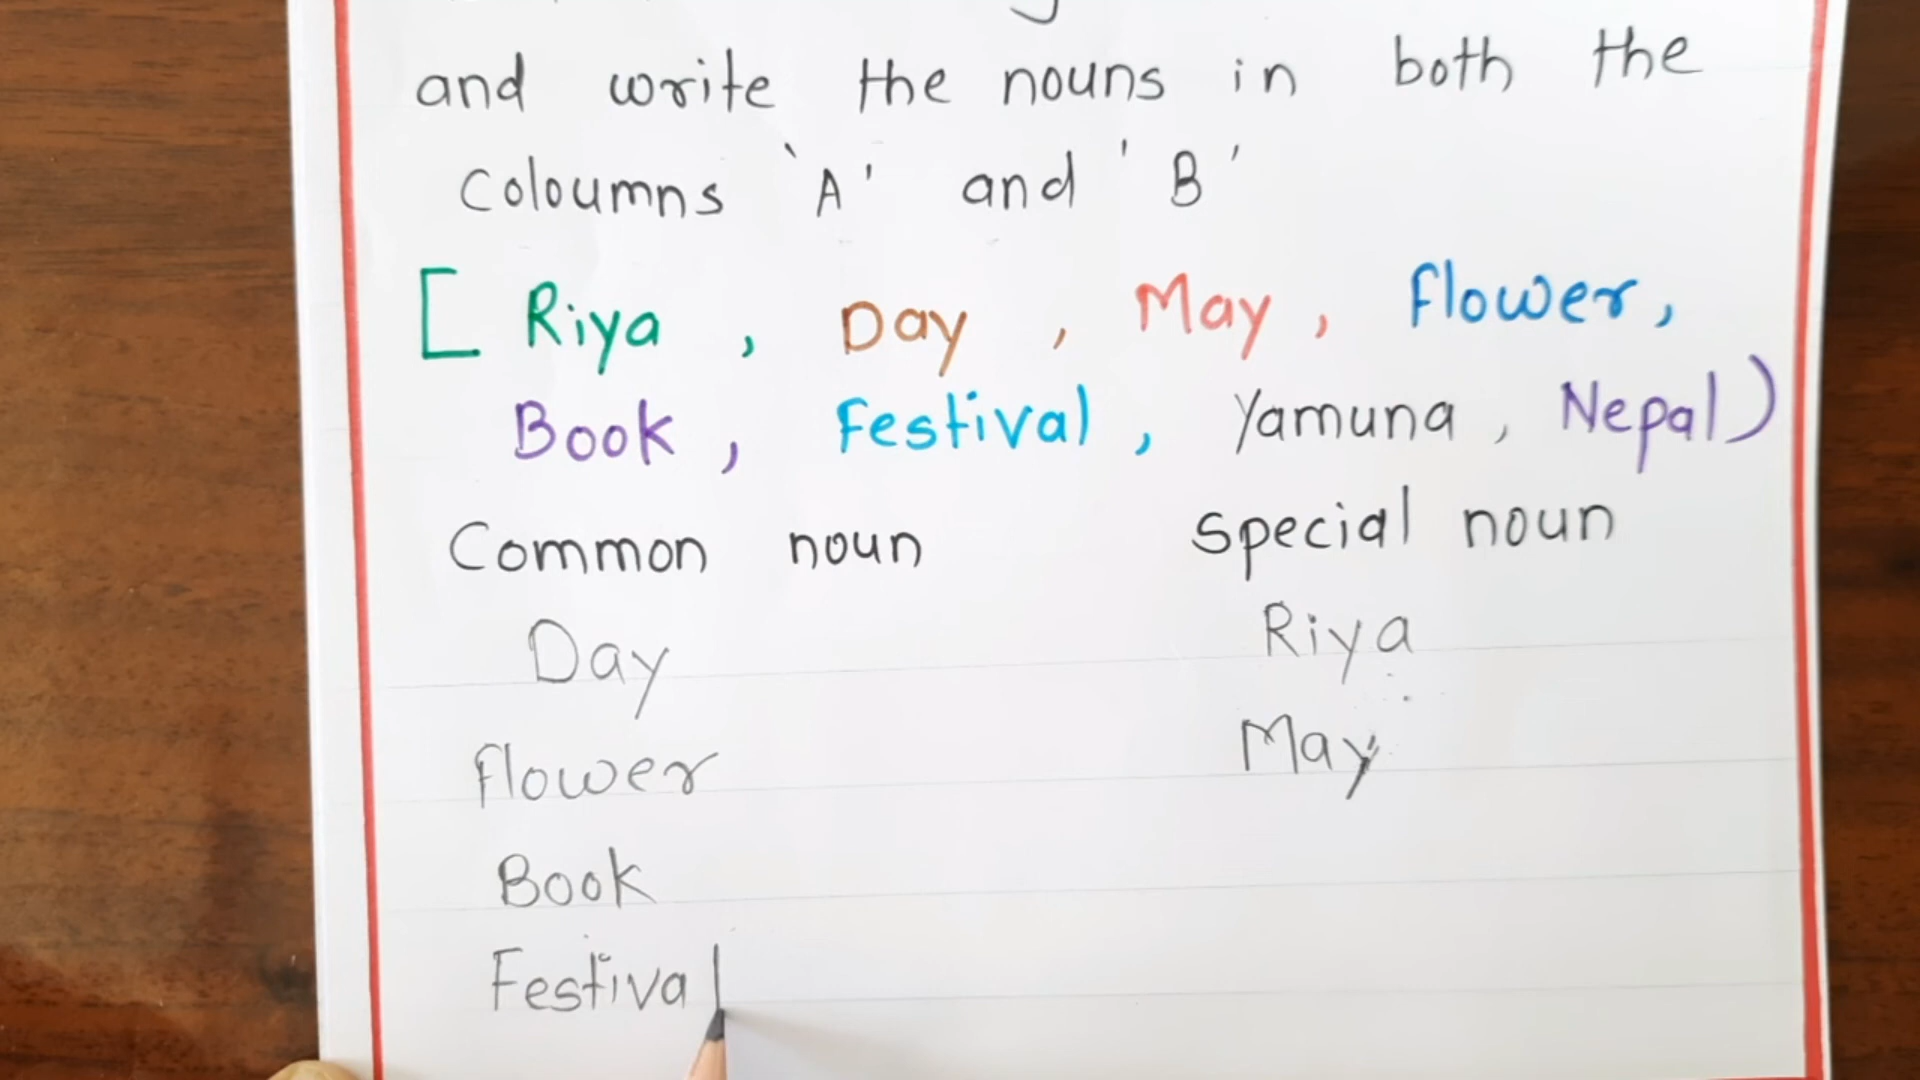 and write the nouns in both the
Coloumns 'A' and 'B'
[ Riya , Day , May , flower,
Book , Festival , Yamuna , Nepal)
Common noun Special noun
Day Riya
flower May
Book
Festival